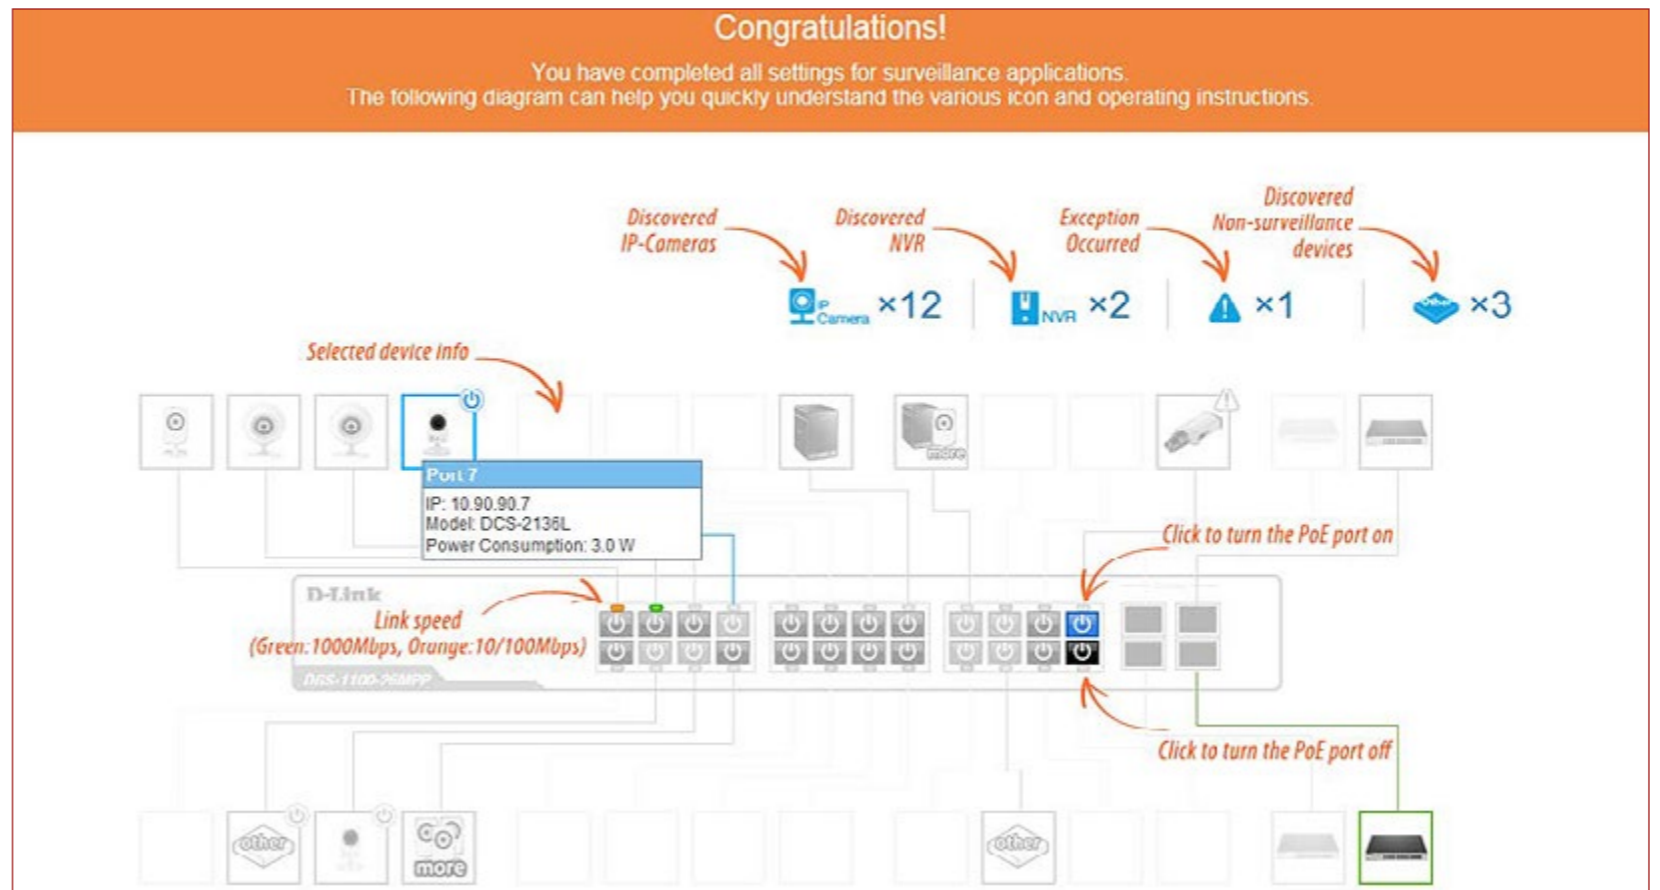 Congratulations!
You have completed all settings for surveillance applications.
The following diagram can help you quickly understand the various icon and operating instructions.
Discovered
IP-Cameras
Discovered
NVR
Exception
Occurred
Discovered
Non-surveillance
devices
IP
Camera ×12
NVR ×2
×1
Other ×3
Selected device info
more
Port 7
IP: 10.90.90.7
Model: DCS-2136L
Power Consumption: 3.0 W
Click to turn the PoE port on
D-Link
Link speed
(Green:1000Mbps, Orange:10/100Mbps)
DGS-1100-26MPP
Click to turn the PoE port off
other
more
other